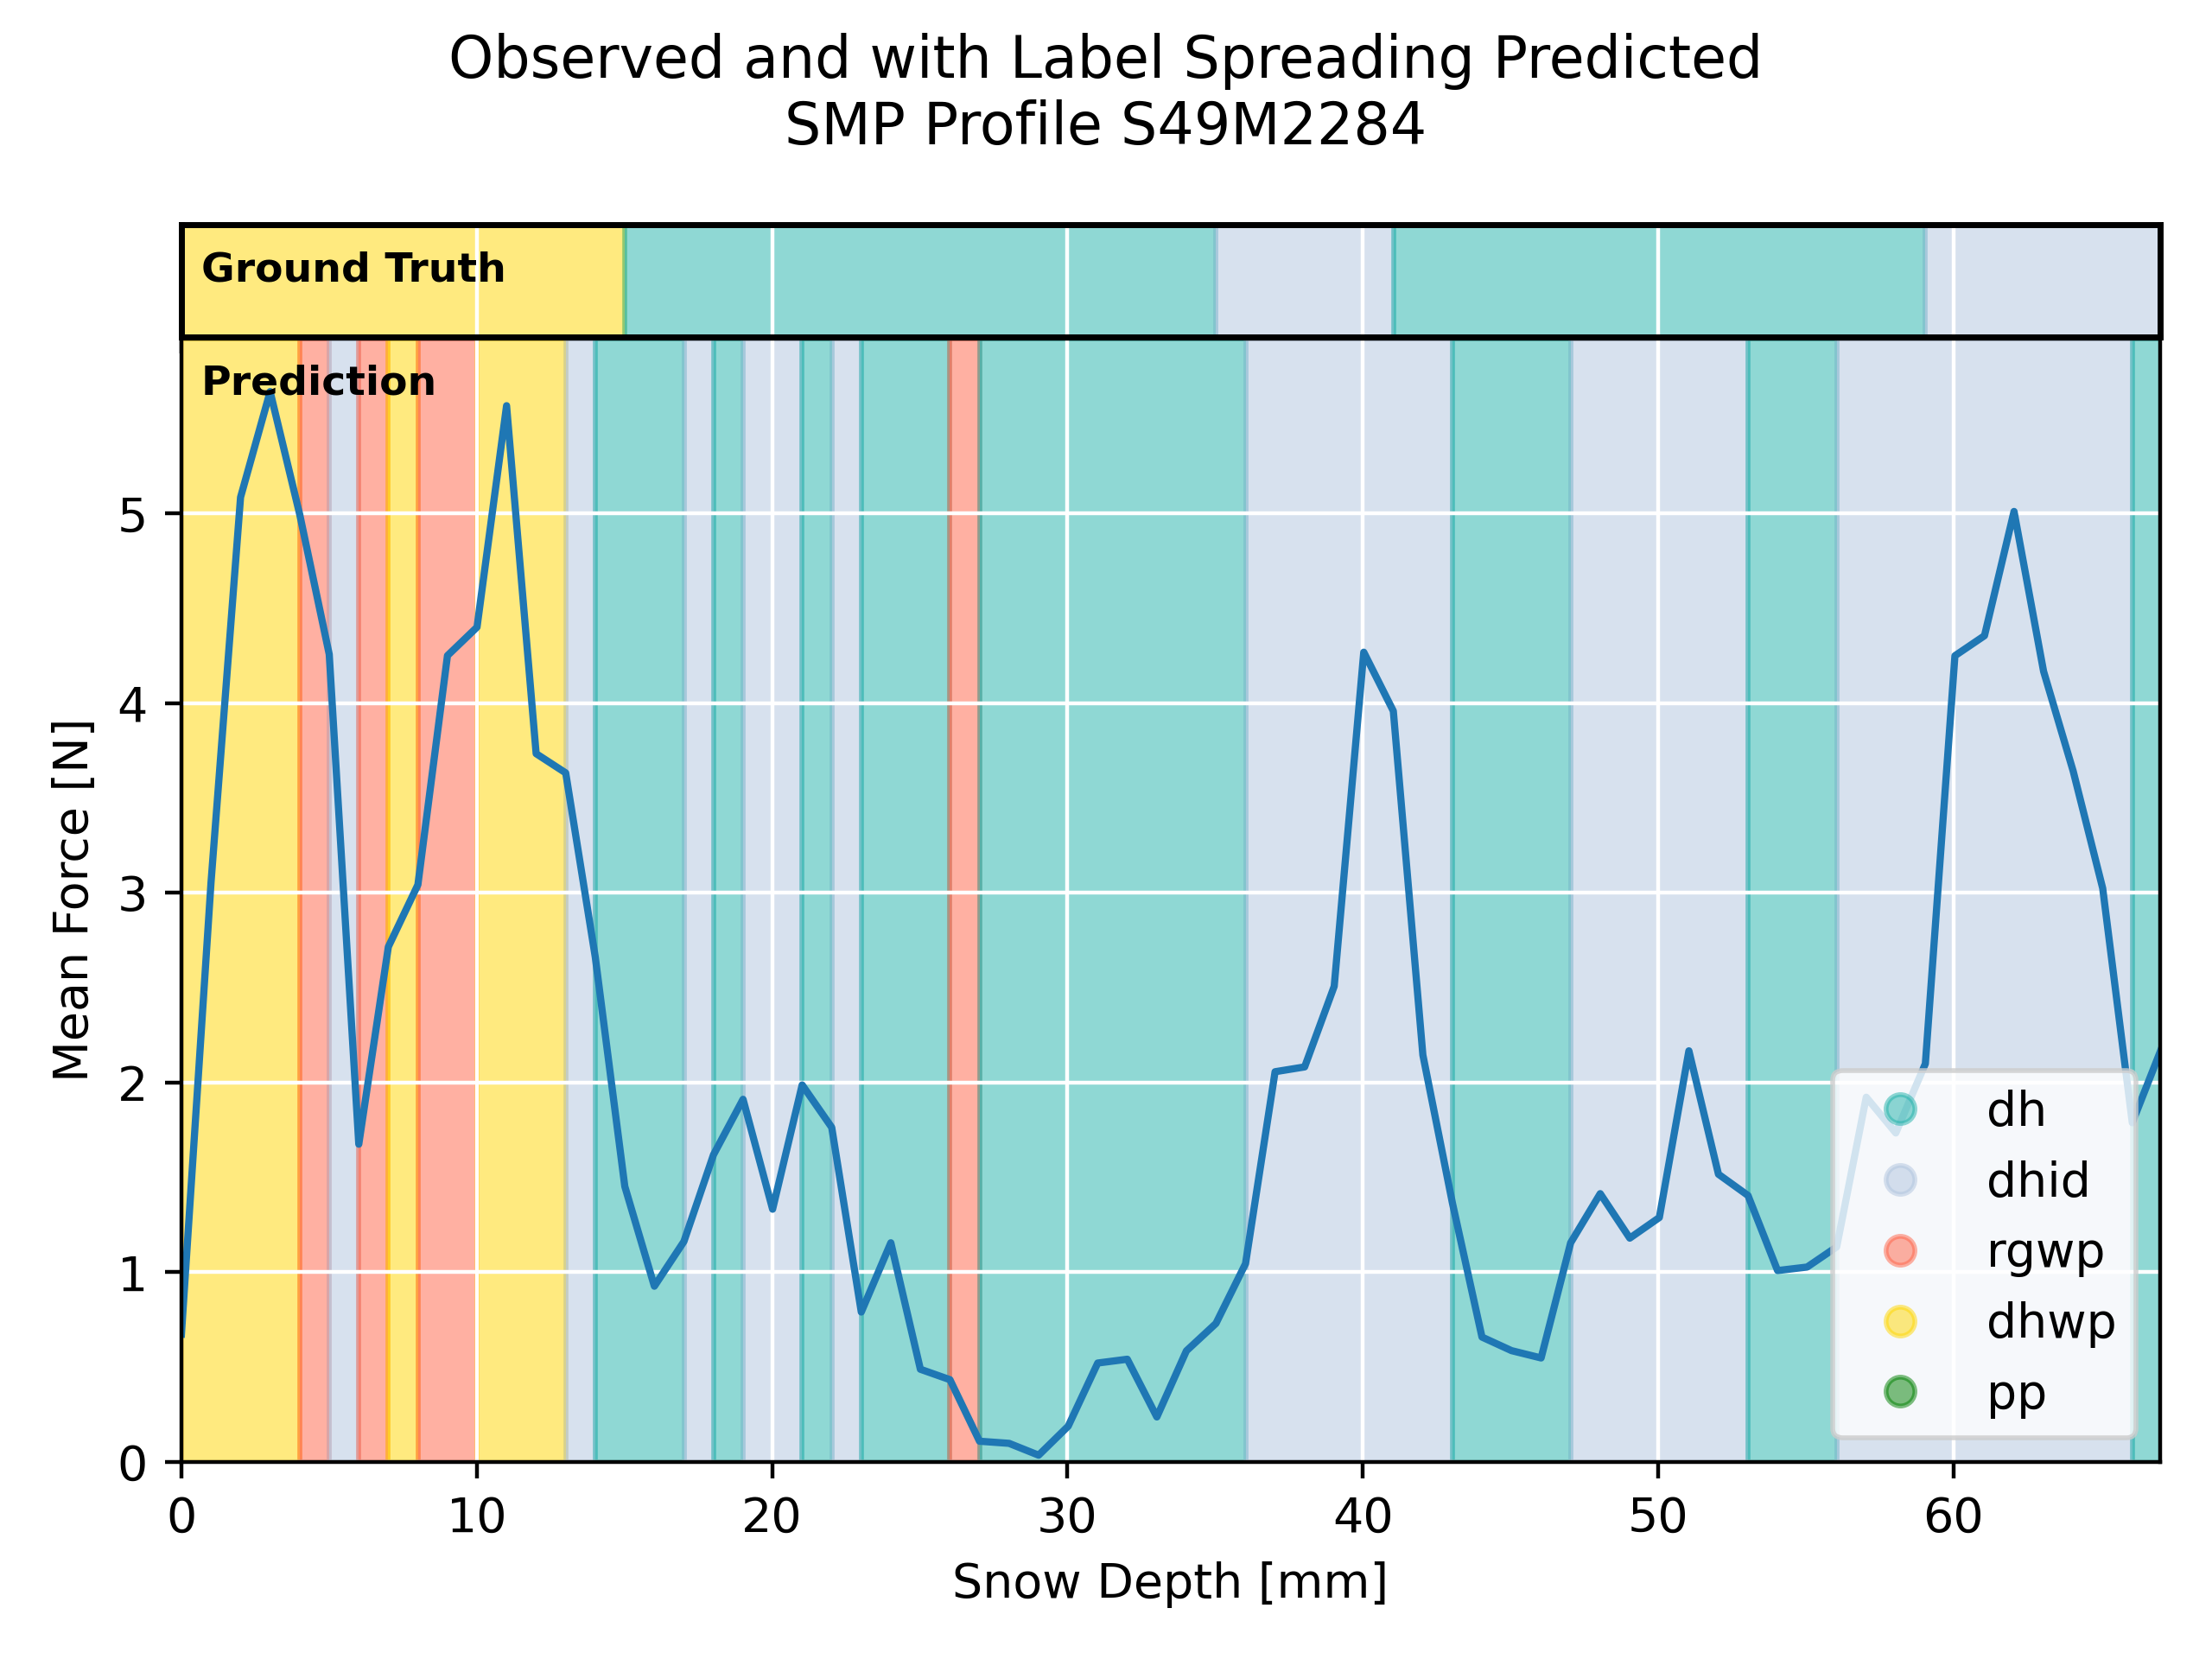 Observed and with Label Spreading Predicted
SMP Profile S49M2284
Ground Truth
Prediction
5
4
3
2
1
0
Mean Force [N]
dh
dhid
rgwp
dhwp
pp
0 10 20 30 40 50 60
Snow Depth [mm]